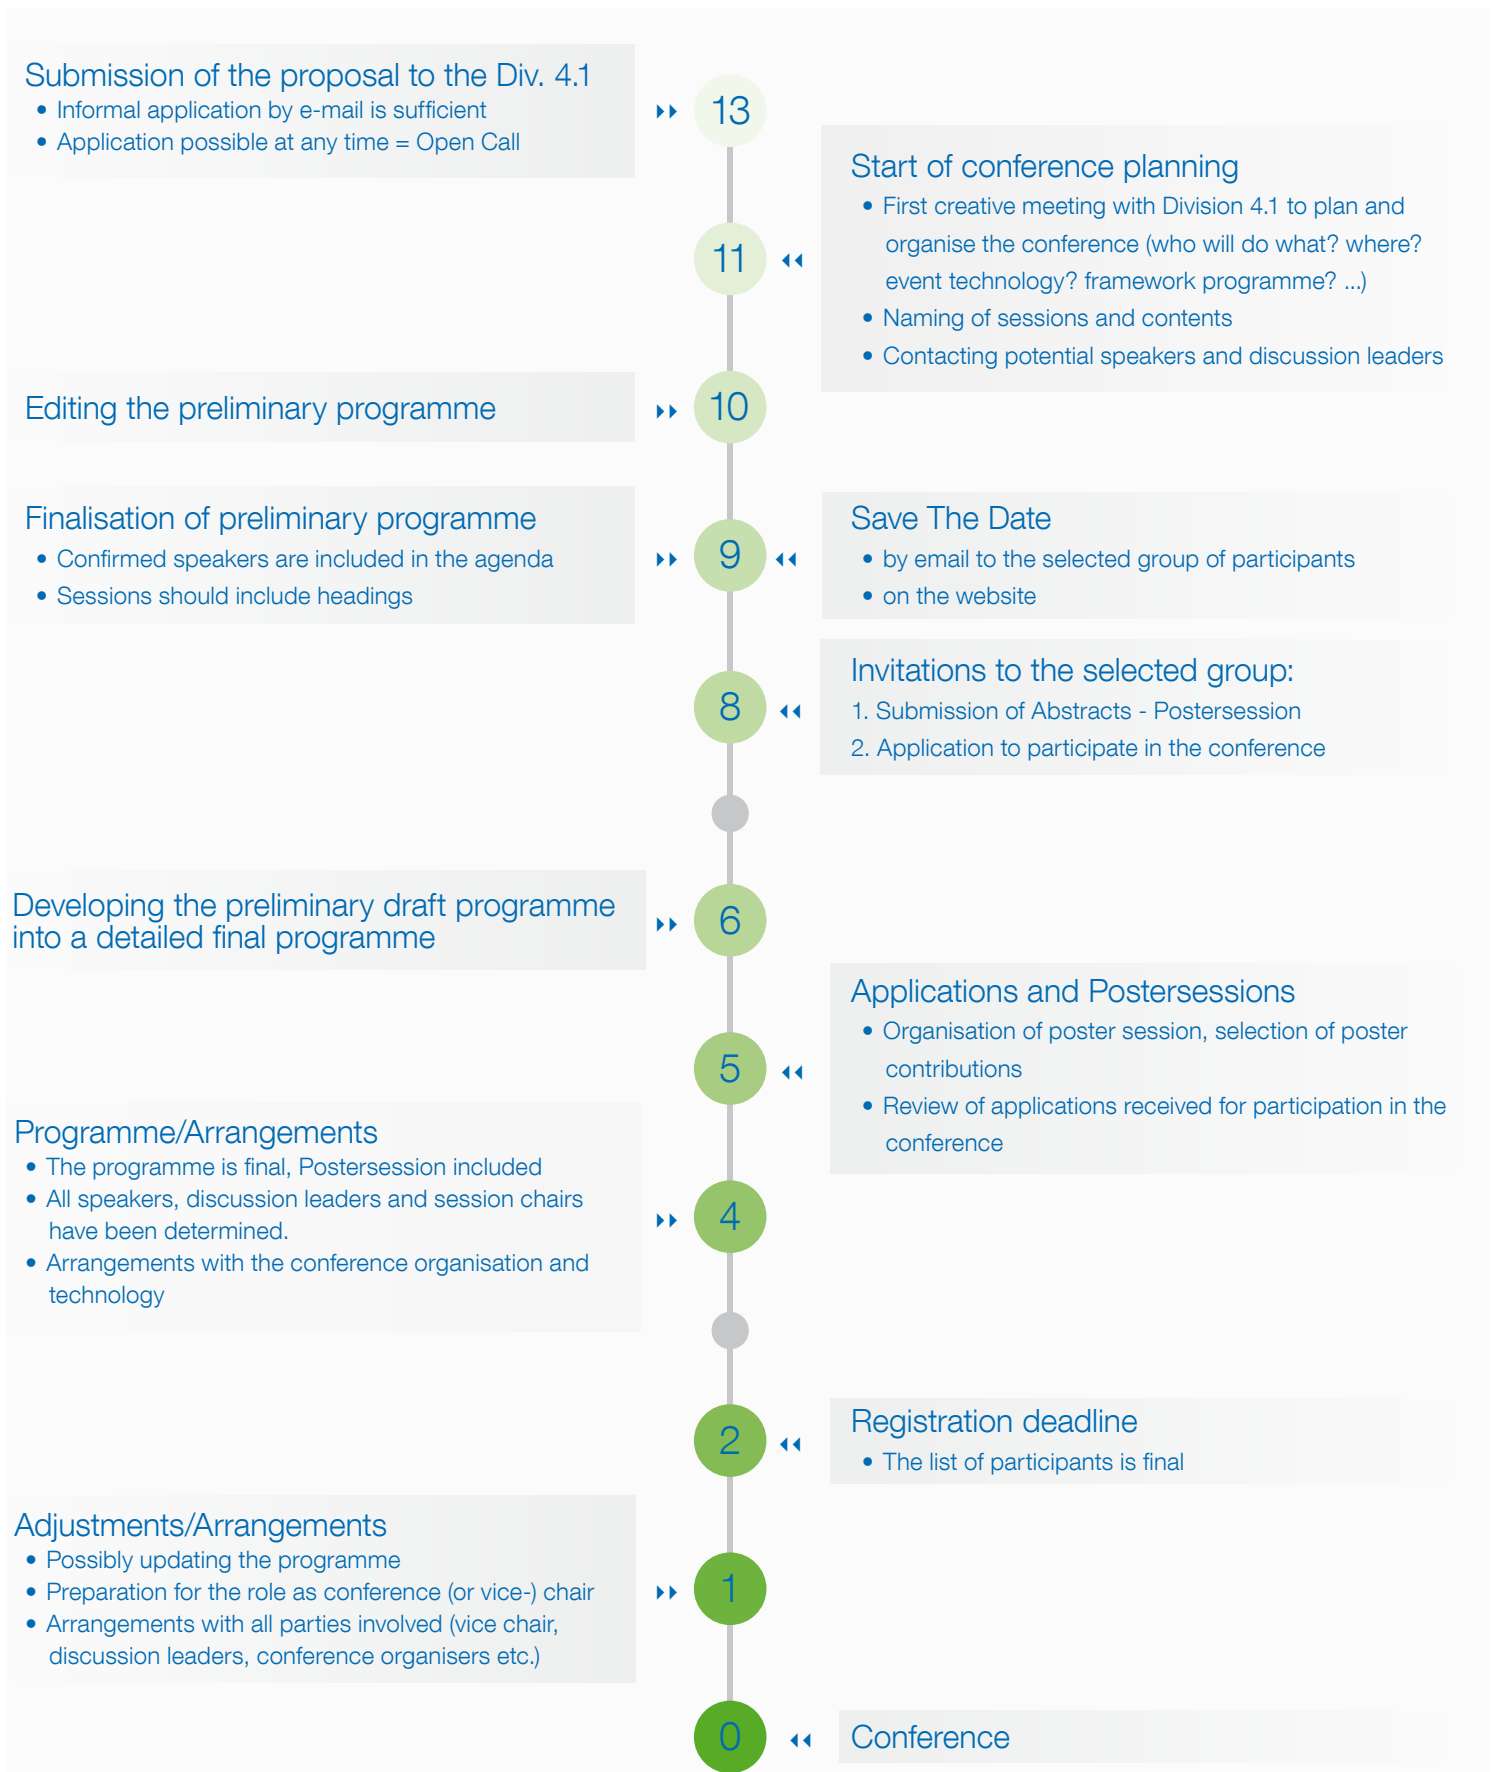 Submission of the proposal to the Div. 4.1
• Informal application by e-mail is sufficient
• Application possible at any time = Open Call
13
Start of conference planning
• First creative meeting with Division 4.1 to plan and
organise the conference (who will do what? where?
event technology? framework programme? ...)
• Naming of sessions and contents
• Contacting potential speakers and discussion leaders
11
Editing the preliminary programme
10
Finalisation of preliminary programme
• Confirmed speakers are included in the agenda
• Sessions should include headings
9
Save The Date
• by email to the selected group of participants
• on the website
8
Invitations to the selected group:
1. Submission of Abstracts - Postersession
2. Application to participate in the conference
Developing the preliminary draft programme
into a detailed final programme
6
Applications and Postersessions
• Organisation of poster session, selection of poster
contributions
• Review of applications received for participation in the
conference
5
Programme/Arrangements
• The programme is final, Postersession included
• All speakers, discussion leaders and session chairs
have been determined.
• Arrangements with the conference organisation and
technology
4
2
Registration deadline
• The list of participants is final
Adjustments/Arrangements
• Possibly updating the programme
• Preparation for the role as conference (or vice-) chair
• Arrangements with all parties involved (vice chair,
discussion leaders, conference organisers etc.)
1
0
Conference